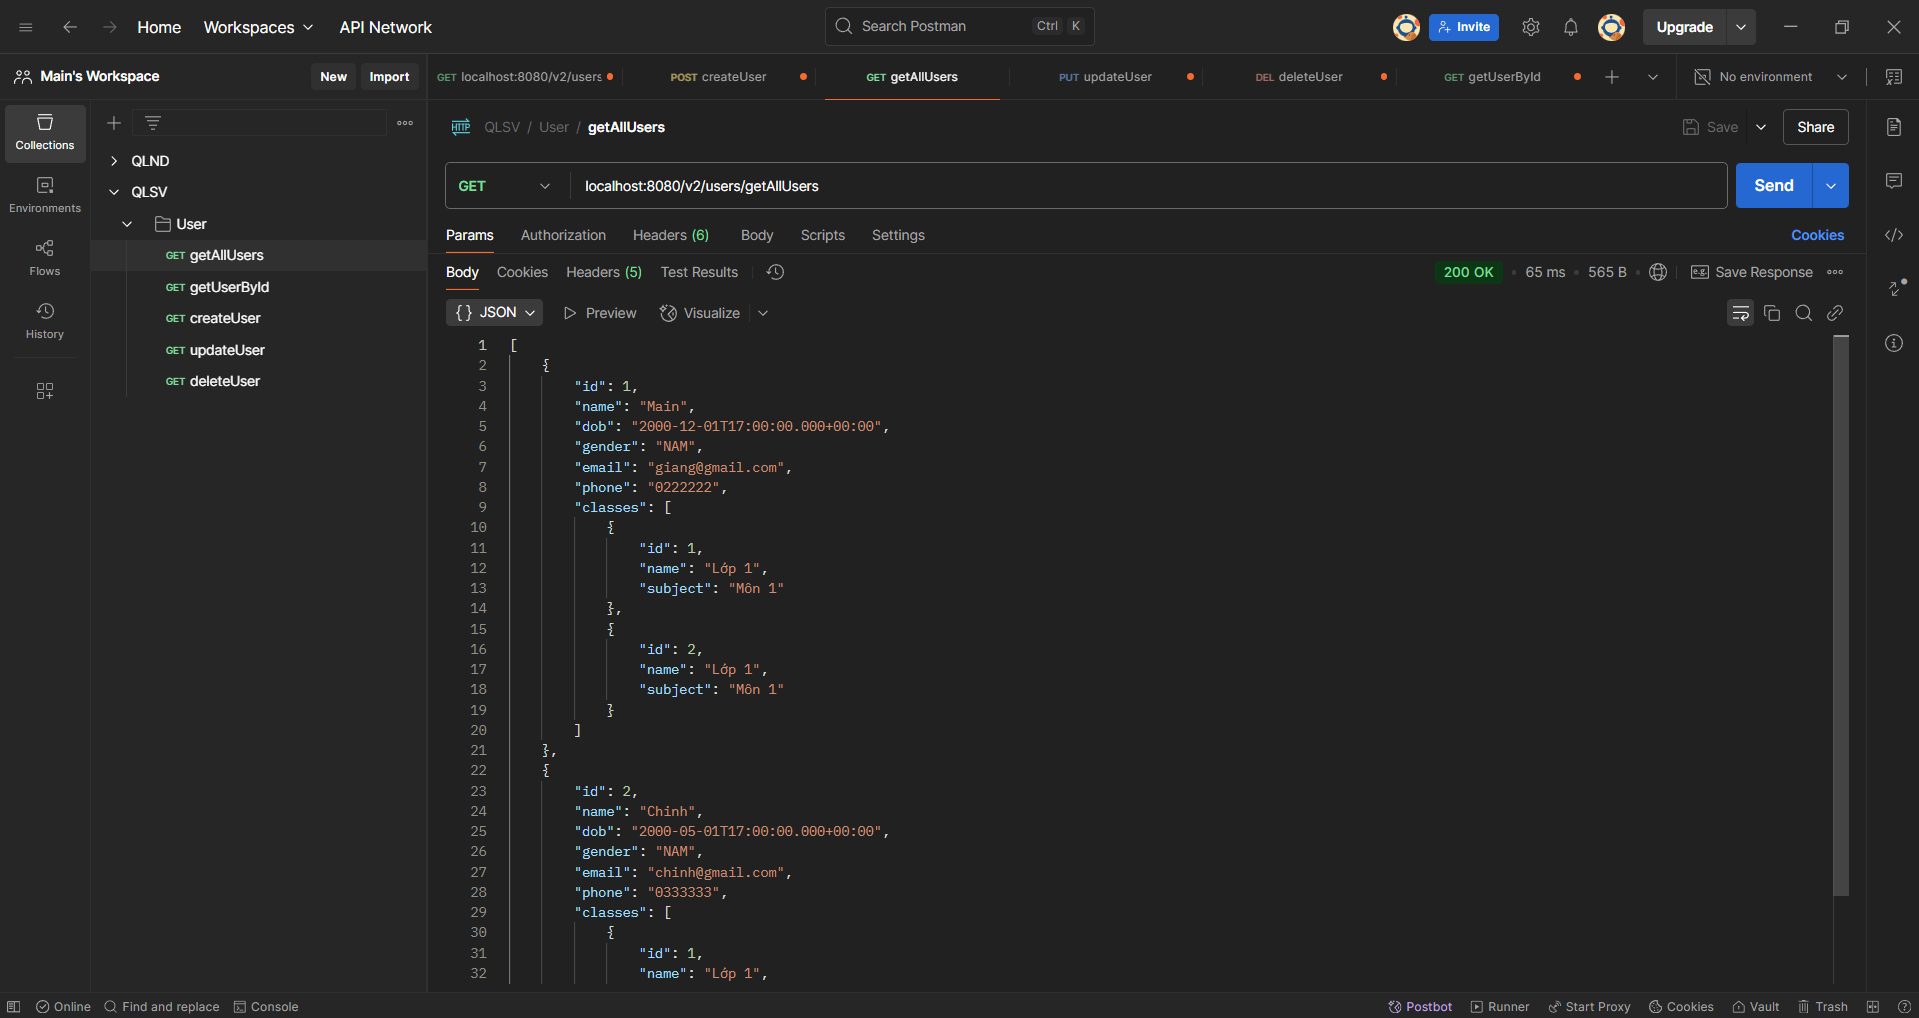 Home Workspaces API Network Search Postman Ctrl K Invite Upgrade
Main's Workspace New Import GET localhost:8080/v2/users POST createUser GET getAllUsers PUT updateUser DEL deleteUser GET getUserById No environment
Collections
Environments
Flows
History
QLND
QLSV
User
GET getAllUsers
GET getUserById
GET createUser
GET updateUser
GET deleteUser
HTTP QLSV / User / getAllUsers Save Share
GET localhost:8080/v2/users/getAllUsers Send
Params Authorization Headers (6) Body Scripts Settings Cookies
Body Cookies Headers (5) Test Results 200 OK 65 ms 565 B e.g. Save Response
{} JSON Preview Visualize
1 [
2 {
3 "id": 1,
4 "name": "Main",
5 "dob": "2000-12-01T17:00:00.000+00:00",
6 "gender": "NAM",
7 "email": "giang@gmail.com",
8 "phone": "0222222",
9 "classes": [
10 {
11 "id": 1,
12 "name": "Lớp 1",
13 "subject": "Môn 1"
14 },
15 {
16 "id": 2,
17 "name": "Lớp 1",
18 "subject": "Môn 1"
19 }
20 ]
21 },
22 {
23 "id": 2,
24 "name": "Chinh",
25 "dob": "2000-05-01T17:00:00.000+00:00",
26 "gender": "NAM",
27 "email": "chinh@gmail.com",
28 "phone": "0333333",
29 "classes": [
30 {
31 "id": 1,
32 "name": "Lớp 1",
Online Find and replace Console Postbot Runner Start Proxy Cookies Vault Trash